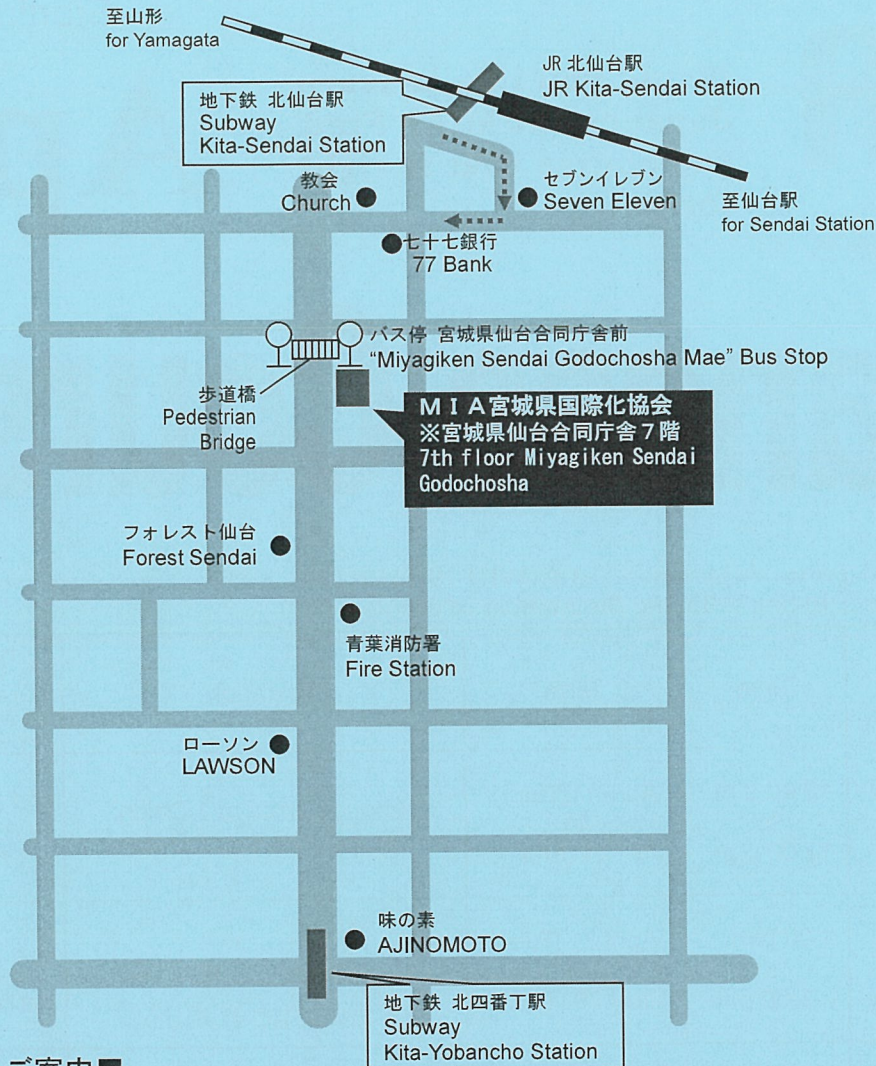 至山形
for Yamagata
JR 北仙台駅
JR Kita-Sendai Station
地下鉄 北仙台駅
Subway
Kita-Sendai Station
教会
Church
セブンイレブン
Seven Eleven
至仙台駅
for Sendai Station
七十七銀行
77 Bank
バス停 宮城県仙台合同庁舎前
“Miyagiken Sendai Godochosha Mae” Bus Stop
歩道橋
Pedestrian
Bridge
ＭＩＡ宮城県国際化協会
※宮城県仙台合同庁舎７階
7th floor Miyagiken Sendai
Godochosha
フォレスト仙台
Forest Sendai
青葉消防署
Fire Station
ローソン
LAWSON
味の素
AJINOMOTO
地下鉄 北四番丁駅
Subway
Kita-Yobancho Station
ご案内■